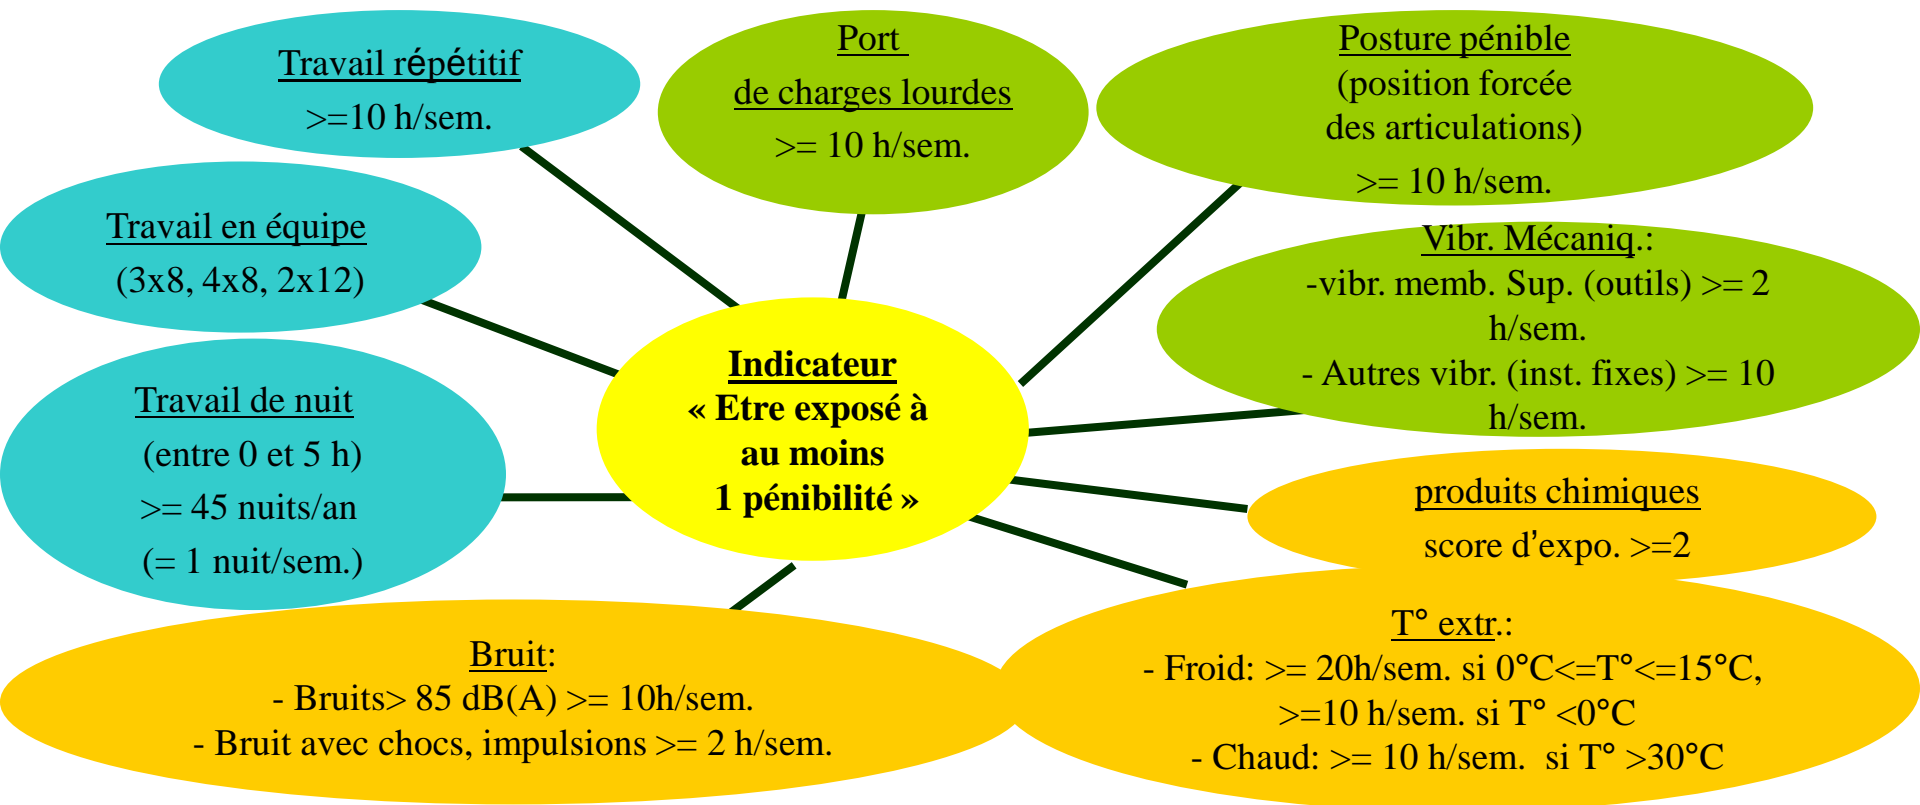 Travail répétitif
>=10 h/sem.
Port
de charges lourdes
>= 10 h/sem.
Posture pénible
(position forcée
des articulations)
>= 10 h/sem.
Travail en équipe
(3x8, 4x8, 2x12)
Vibr. Mécaniq.:
-vibr. memb. Sup. (outils) >= 2
h/sem.
- Autres vibr. (inst. fixes) >= 10
h/sem.
Indicateur
« Etre exposé à
au moins
1 pénibilité »
Travail de nuit
(entre 0 et 5 h)
>= 45 nuits/an
(= 1 nuit/sem.)
produits chimiques
score d’expo. >=2
Bruit:
- Bruits> 85 dB(A) >= 10h/sem.
- Bruit avec chocs, impulsions >= 2 h/sem.
T° extr.:
- Froid: >= 20h/sem. si 0°C<=T°<=15°C,
>=10 h/sem. si T° <0°C
- Chaud: >= 10 h/sem. si T° >30°C